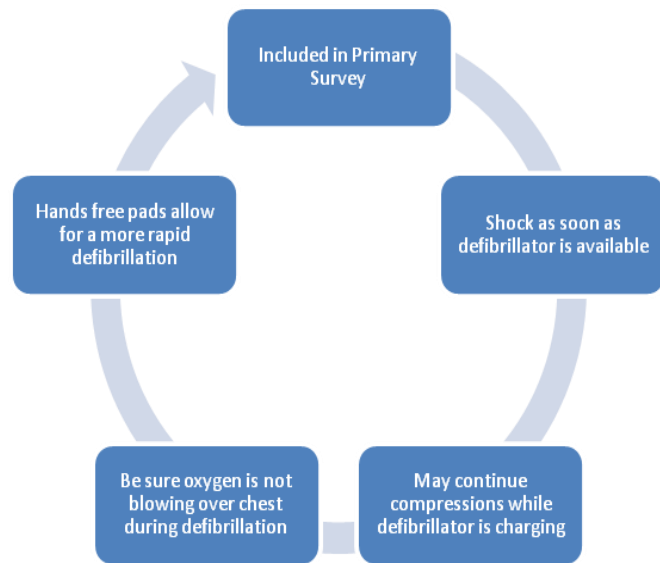 Included in Primary
Survey
Shock as soon as
defibrillator is available
May continue
compressions while
defibrillator is charging
Be sure oxygen is not
blowing over chest
during defibrillation
Hands free pads allow
for a more rapid
defibrillation